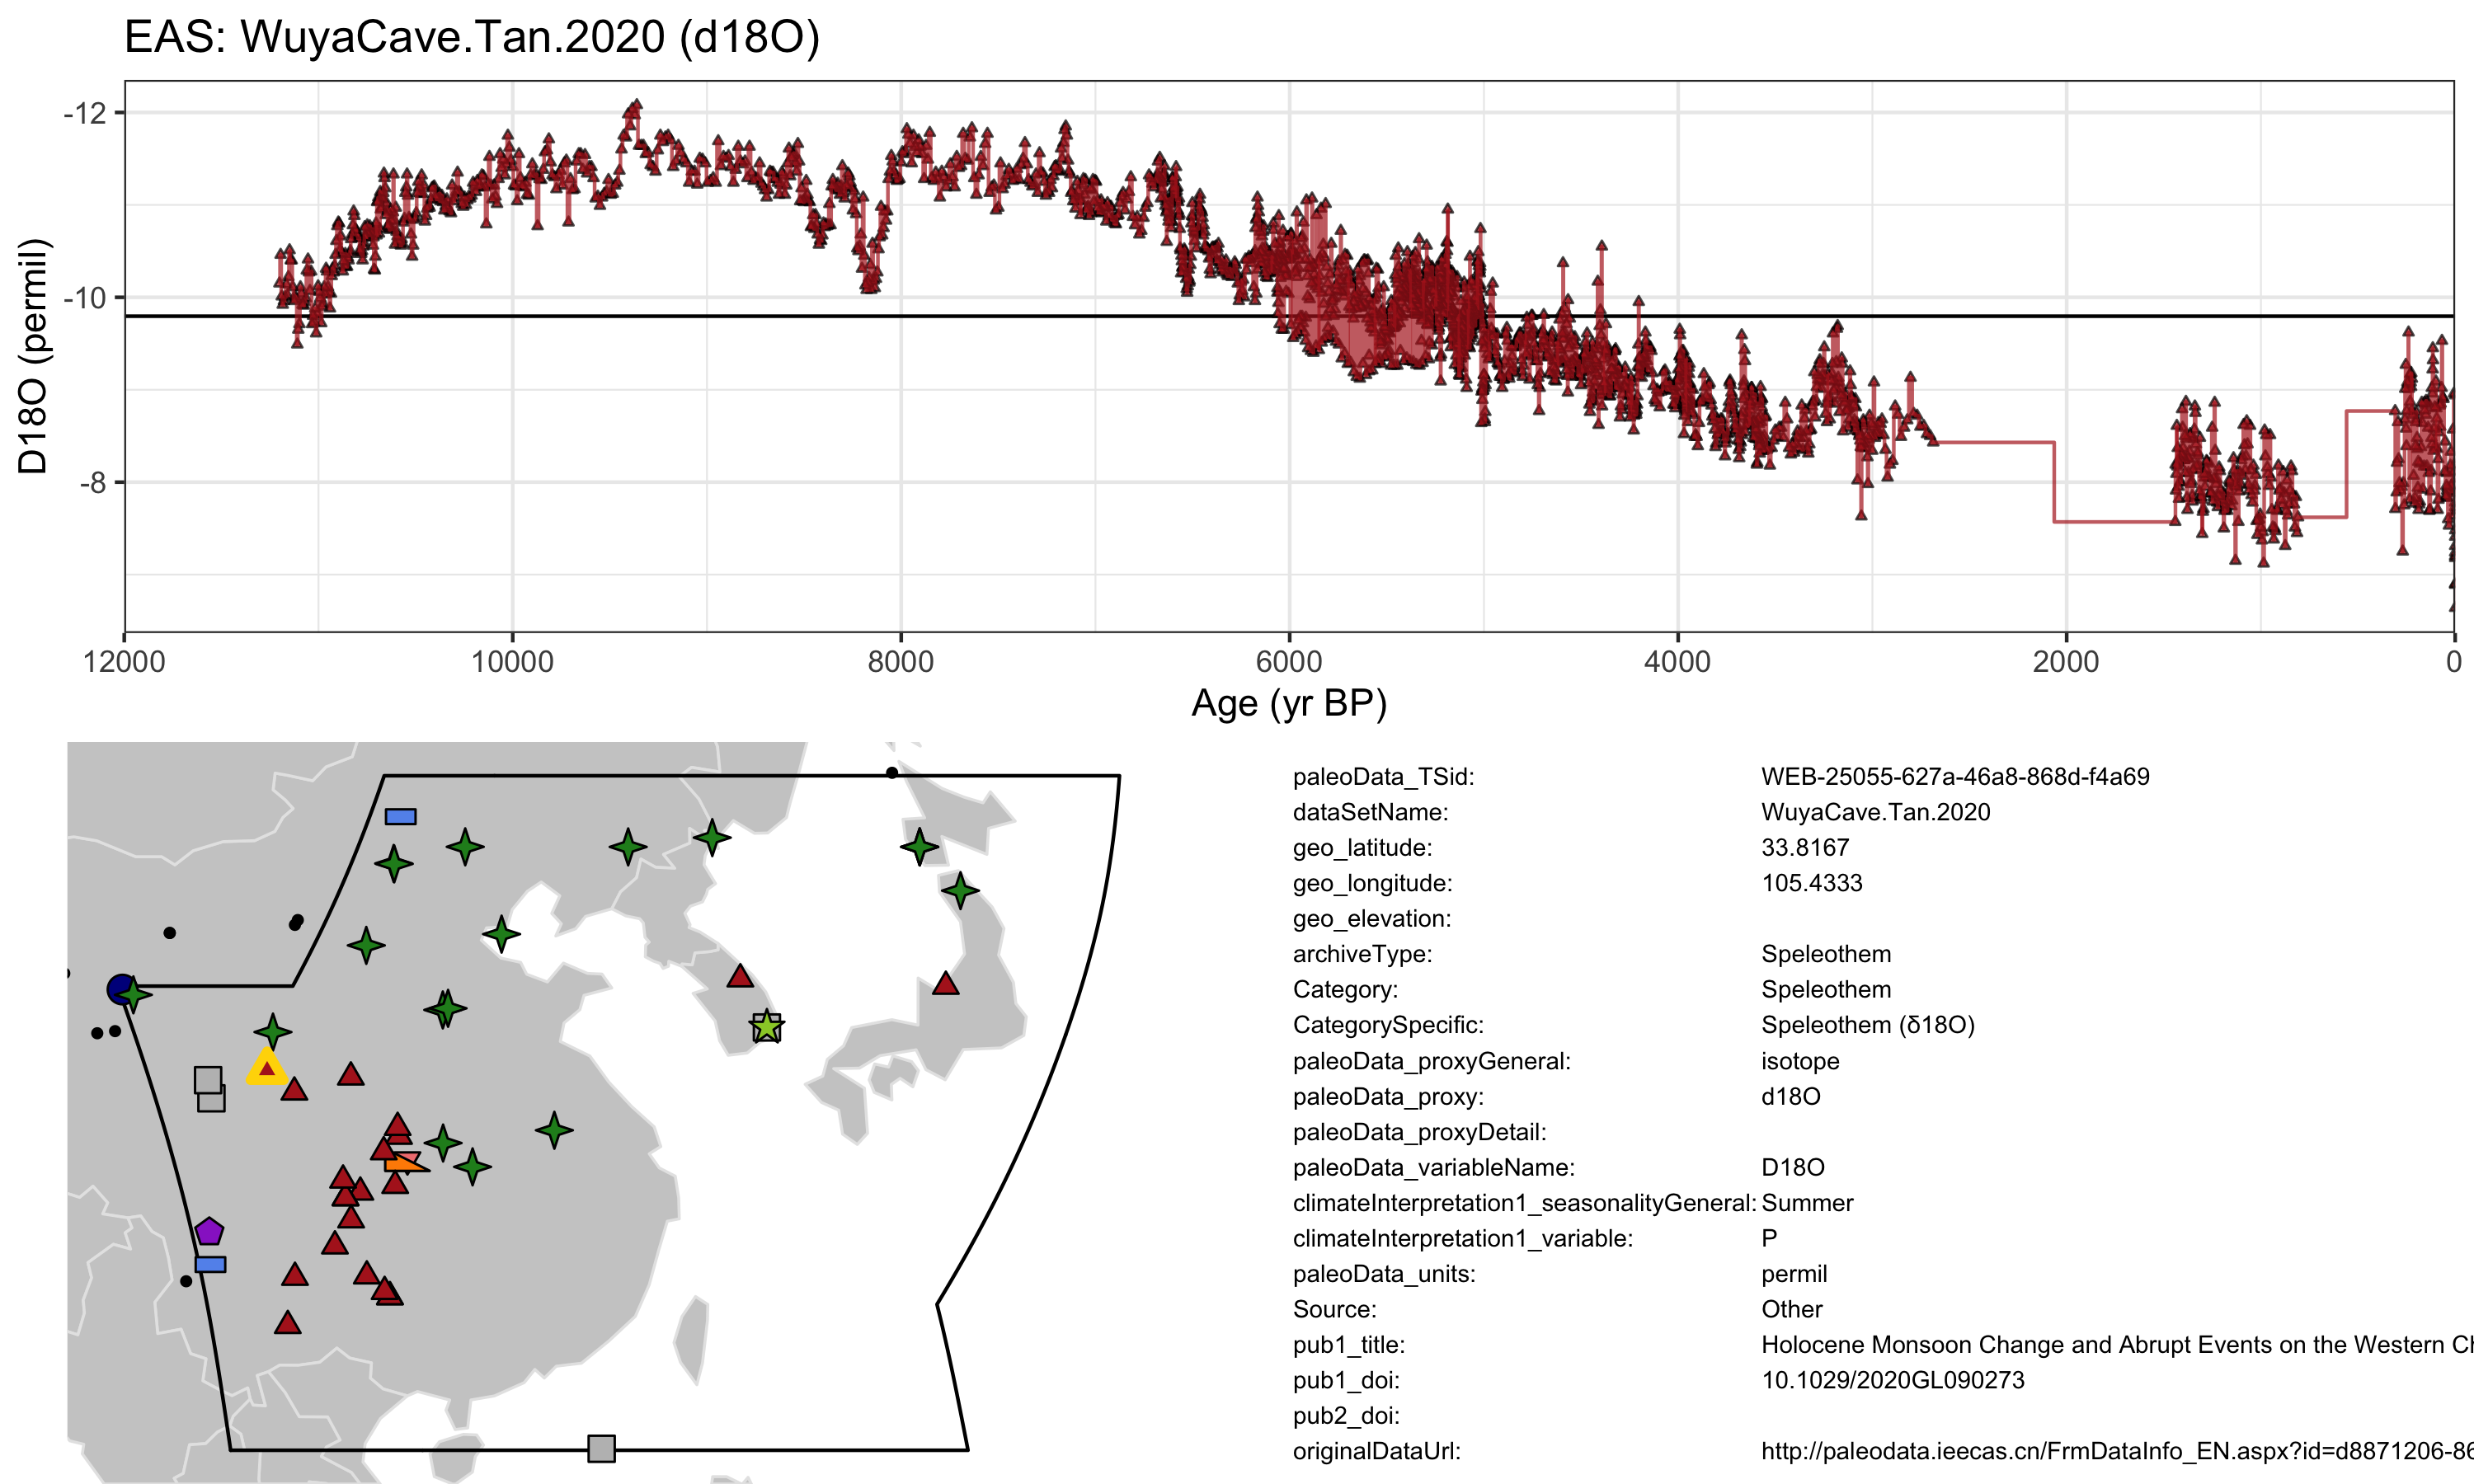 EAS: WuyaCave.Tan.2020 (d18O)
D18O (permil)
-12
-10
-8
12000 10000 8000 6000 4000 2000 0
Age (yr BP)
paleoData_TSid: WEB-25055-627a-46a8-868d-f4a69
dataSetName: WuyaCave.Tan.2020
geo_latitude: 33.8167
geo_longitude: 105.4333
geo_elevation:
archiveType: Speleothem
Category: Speleothem
CategorySpecific: Speleothem (δ18O)
paleoData_proxyGeneral: isotope
paleoData_proxy: d18O
paleoData_proxyDetail:
paleoData_variableName: D18O
climateInterpretation1_seasonalityGeneral: Summer
climateInterpretation1_variable: P
paleoData_units: permil
Source: Other
pub1_title: Holocene Monsoon Change and Abrupt Events on the Western Ch
pub1_doi: 10.1029/2020GL090273
pub2_doi:
originalDataUrl: http://paleodata.ieecas.cn/FrmDataInfo_EN.aspx?id=d8871206-86